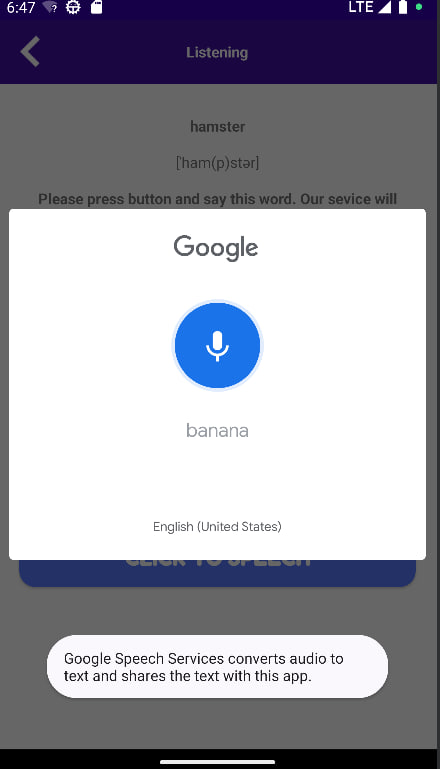 6:47
LTE
Listening
hamster
['ham(p)stər]
Please press button and say this word. Our sevice will
Google
banana
English (United States)
CLICK TO SPEECH
Google Speech Services converts audio to
text and shares the text with this app.